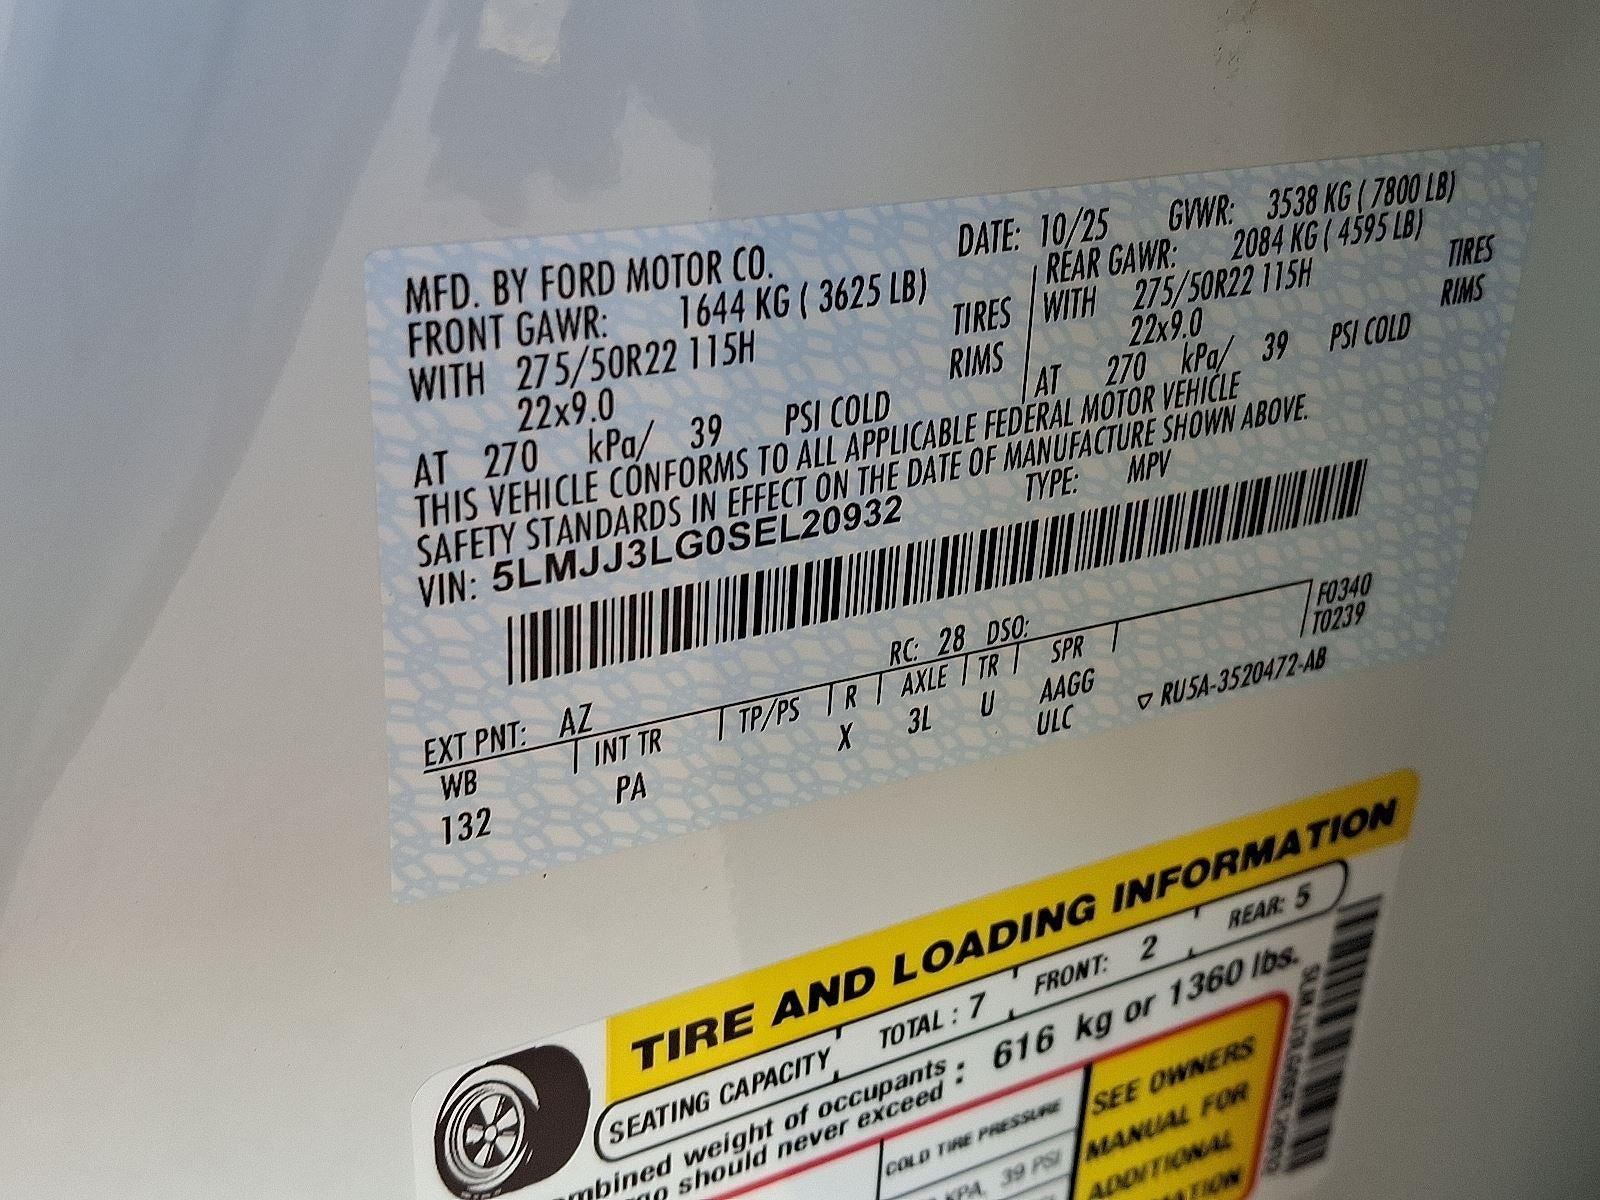 MFD. BY FORD MOTOR CO.
DATE: 10/25 GVWR: 3538 KG ( 7800 LB)
FRONT GAWR: 1644 KG ( 3625 LB)
WITH 275/50R22 115H TIRES
22x9.0 RIMS
AT 270 kPa/ 39 PSI COLD
REAR GAWR: 2084 KG ( 4595 LB)
WITH 275/50R22 115H TIRES
22x9.0 RIMS
AT 270 kPa/ 39 PSI COLD
THIS VEHICLE CONFORMS TO ALL APPLICABLE FEDERAL MOTOR VEHICLE
SAFETY STANDARDS IN EFFECT ON THE DATE OF MANUFACTURE SHOWN ABOVE.
VIN: 5LMJJ3LG0SEL20932 TYPE: MPV
F0340
T0239
EXT PNT: AZ RC: 28 DSO:
WB INT TR TP/PS R AXLE TR SPR
132 PA X 3L U AAGG
ULC
▽ RU5A-3520472-AB
TIRE AND LOADING INFORMATION
SEATING CAPACITY TOTAL : 7 FRONT: 2 REAR: 5
weight of occupants
should never exceed : 616 kg or 1360 lbs.
COLD TIRE PRESSURE
KPA, 39 PSI
SEE OWNERS
MANUAL FOR
ADDITIONAL